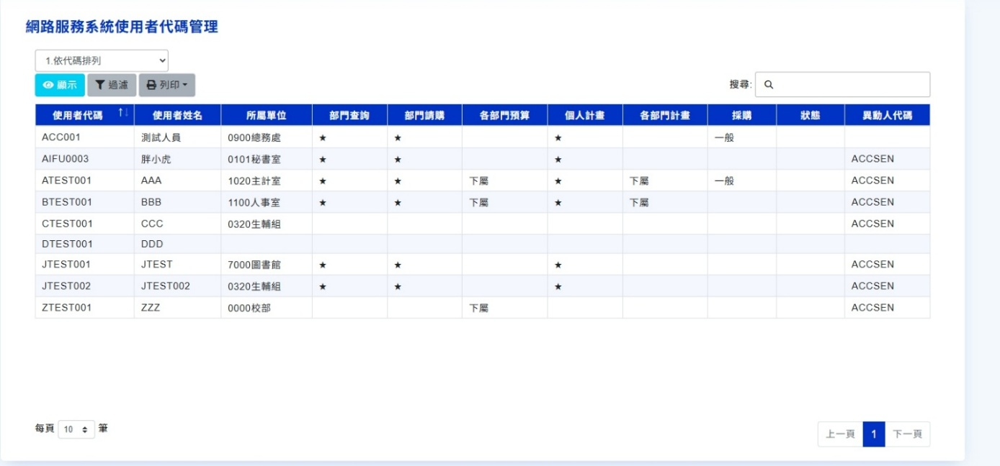 網路服務系統使用者代碼管理
1.依代碼排列
顯示 過濾 列印 搜尋:
使用者代碼 ↑↓ 使用者姓名 所屬單位 部門查詢 部門請購 各部門預算 個人計畫 各部門計畫 採購 狀態 異動人代碼
ACC001 測試人員 0900總務處 ★ ★ ★ 一般
AIFU0003 胖小虎 0101秘書室 ★ ★ ★ ACCSEN
ATEST001 AAA 1020主計室 ★ ★ 下屬 ★ 下屬 一般 ACCSEN
BTEST001 BBB 1100人事室 ★ ★ 下屬 ★ 下屬 ACCSEN
CTEST001 CCC 0320生輔組 ACCSEN
DTEST001 DDD
JTEST001 JTEST 7000圖書館 ★ ★ ★ ACCSEN
JTEST002 JTEST002 0320生輔組 ★ ★ ★ ACCSEN
ZTEST001 ZZZ 0000校部 下屬 ACCSEN
每頁 10 筆 上一頁 1 下一頁